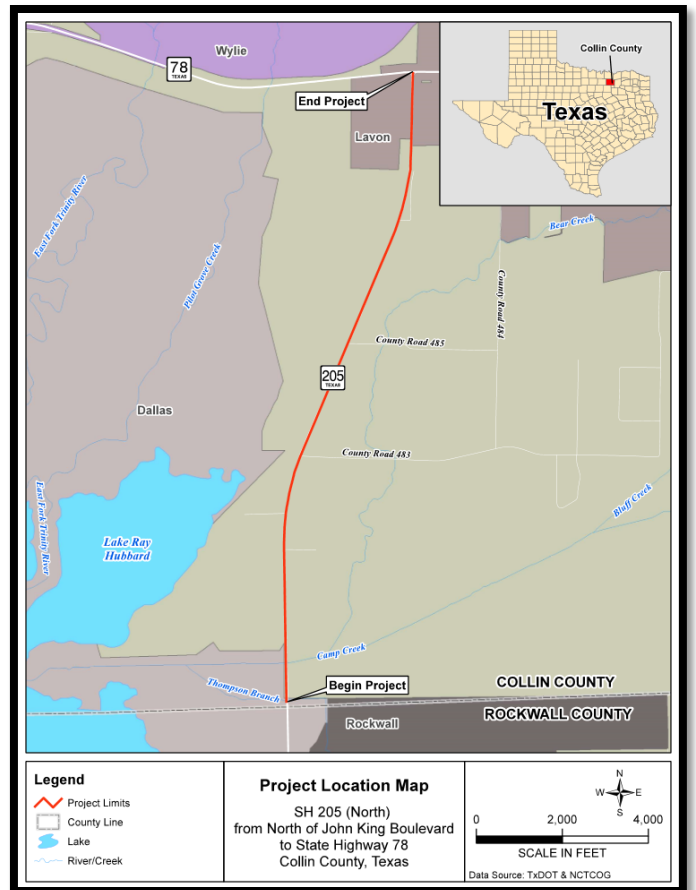 Wylie
78
TEXAS
End Project
Lavon
Collin County
Texas
East Fork Trinity River
Pilot Grove Creek
Bear Creek
County Road 484
County Road 485
205
TEXAS
Dallas
County Road 483
East Fork Trinity River
Lake Ray
Hubbard
Bluff Creek
Camp Creek
Thompson Branch
Begin Project
COLLIN COUNTY
ROCKWALL COUNTY
Rockwall
Legend
Project Limits
County Line
Lake
River/Creek
Project Location Map
SH 205 (North)
from North of John King Boulevard
to State Highway 78
Collin County, Texas
N
W E
S
0 2,000 4,000
SCALE IN FEET
Data Source: TxDOT & NCTCOG